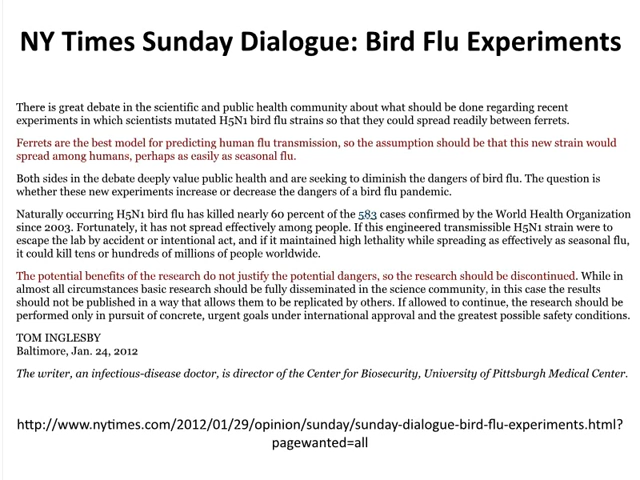 NY Times Sunday Dialogue: Bird Flu Experiments
There is great debate in the scientific and public health community about what should be done regarding recent
experiments in which scientists mutated H5N1 bird flu strains so that they could spread readily between ferrets.
Ferrets are the best model for predicting human flu transmission, so the assumption should be that this new strain would
spread among humans, perhaps as easily as seasonal flu.
Both sides in the debate deeply value public health and are seeking to diminish the dangers of bird flu. The question is
whether these new experiments increase or decrease the dangers of a bird flu pandemic.
Naturally occurring H5N1 bird flu has killed nearly 60 percent of the 583 cases confirmed by the World Health Organization
since 2003. Fortunately, it has not spread effectively among people. If this engineered transmissible H5N1 strain were to
escape the lab by accident or intentional act, and if it maintained high lethality while spreading as effectively as seasonal flu,
it could kill tens or hundreds of millions of people worldwide.
The potential benefits of the research do not justify the potential dangers, so the research should be discontinued. While in
almost all circumstances basic research should be fully disseminated in the science community, in this case the results
should not be published in a way that allows them to be replicated by others. If allowed to continue, the research should be
performed only in pursuit of concrete, urgent goals under international approval and the greatest possible safety conditions.
TOM INGLESBY
Baltimore, Jan. 24, 2012
The writer, an infectious-disease doctor, is director of the Center for Biosecurity, University of Pittsburgh Medical Center.
http://www.nytimes.com/2012/01/29/opinion/sunday/sunday-dialogue-bird-flu-experiments.html?
pagewanted=all